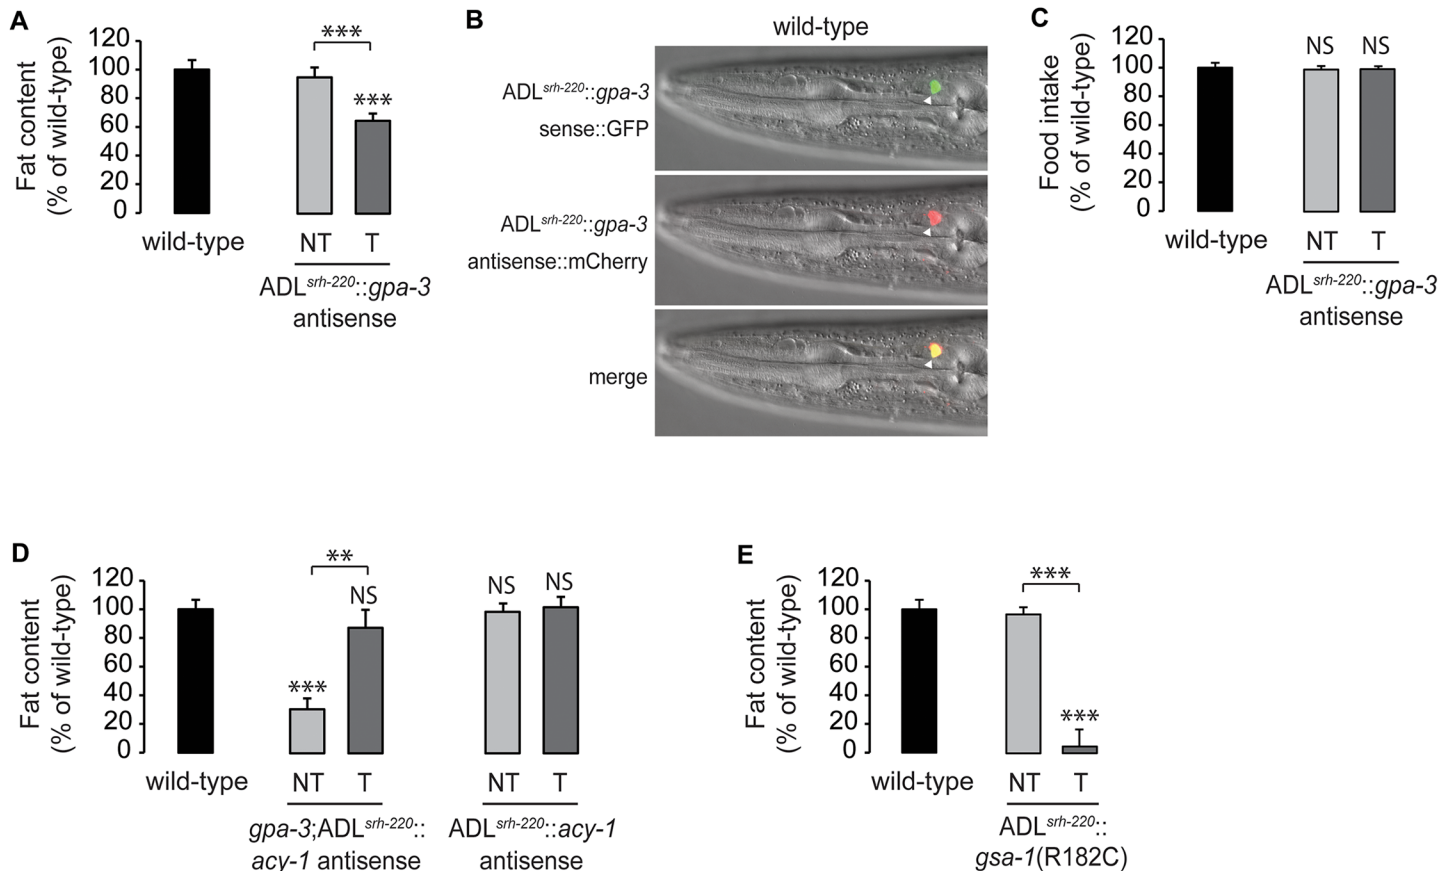 A
Fat content
(% of wild-type)
120
100
80
60
40
20
0
***
***
wild-type
NT T
ADLsrh-220::gpa-3
antisense
B
wild-type
ADLsrh-220::gpa-3
sense::GFP
ADLsrh-220::gpa-3
antisense::mCherry
merge
C
Food intake
(% of wild-type)
120
100
80
60
40
20
0
NS NS
wild-type
NT T
ADLsrh-220::gpa-3
antisense
D
Fat content
(% of wild-type)
120
100
80
60
40
20
0
**
NS
***
NS NS
wild-type
NT T
gpa-3;ADLsrh-220::
acy-1 antisense
NT T
ADLsrh-220::acy-1
antisense
E
Fat content
(% of wild-type)
120
100
80
60
40
20
0
***
***
wild-type
NT T
ADLsrh-220::
gsa-1(R182C)